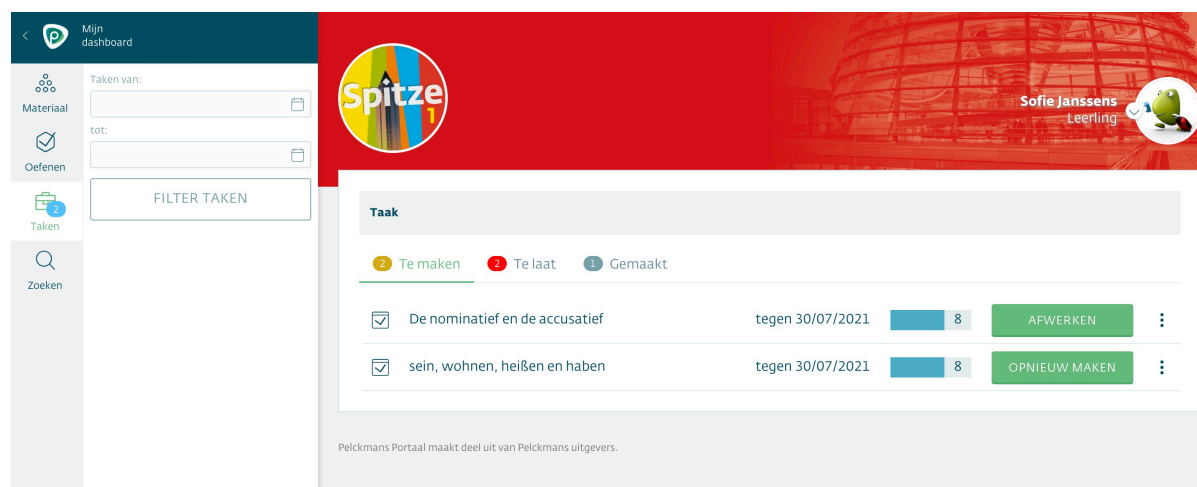 Mijn
dashboard
Materiaal
Oefenen
2
Taken
Zoeken
Taken van:
tot:
FILTER TAKEN
Spitze
1
Sofie Janssens
Leerling
Taak
2 Te maken 2 Te laat 1 Gemaakt
De nominatief en de accusatief tegen 30/07/2021 8 AFWERKEN
sein, wohnen, heißen en haben tegen 30/07/2021 8 OPNIEUW MAKEN
Pelckmans Portaal maakt deel uit van Pelckmans uitgevers.